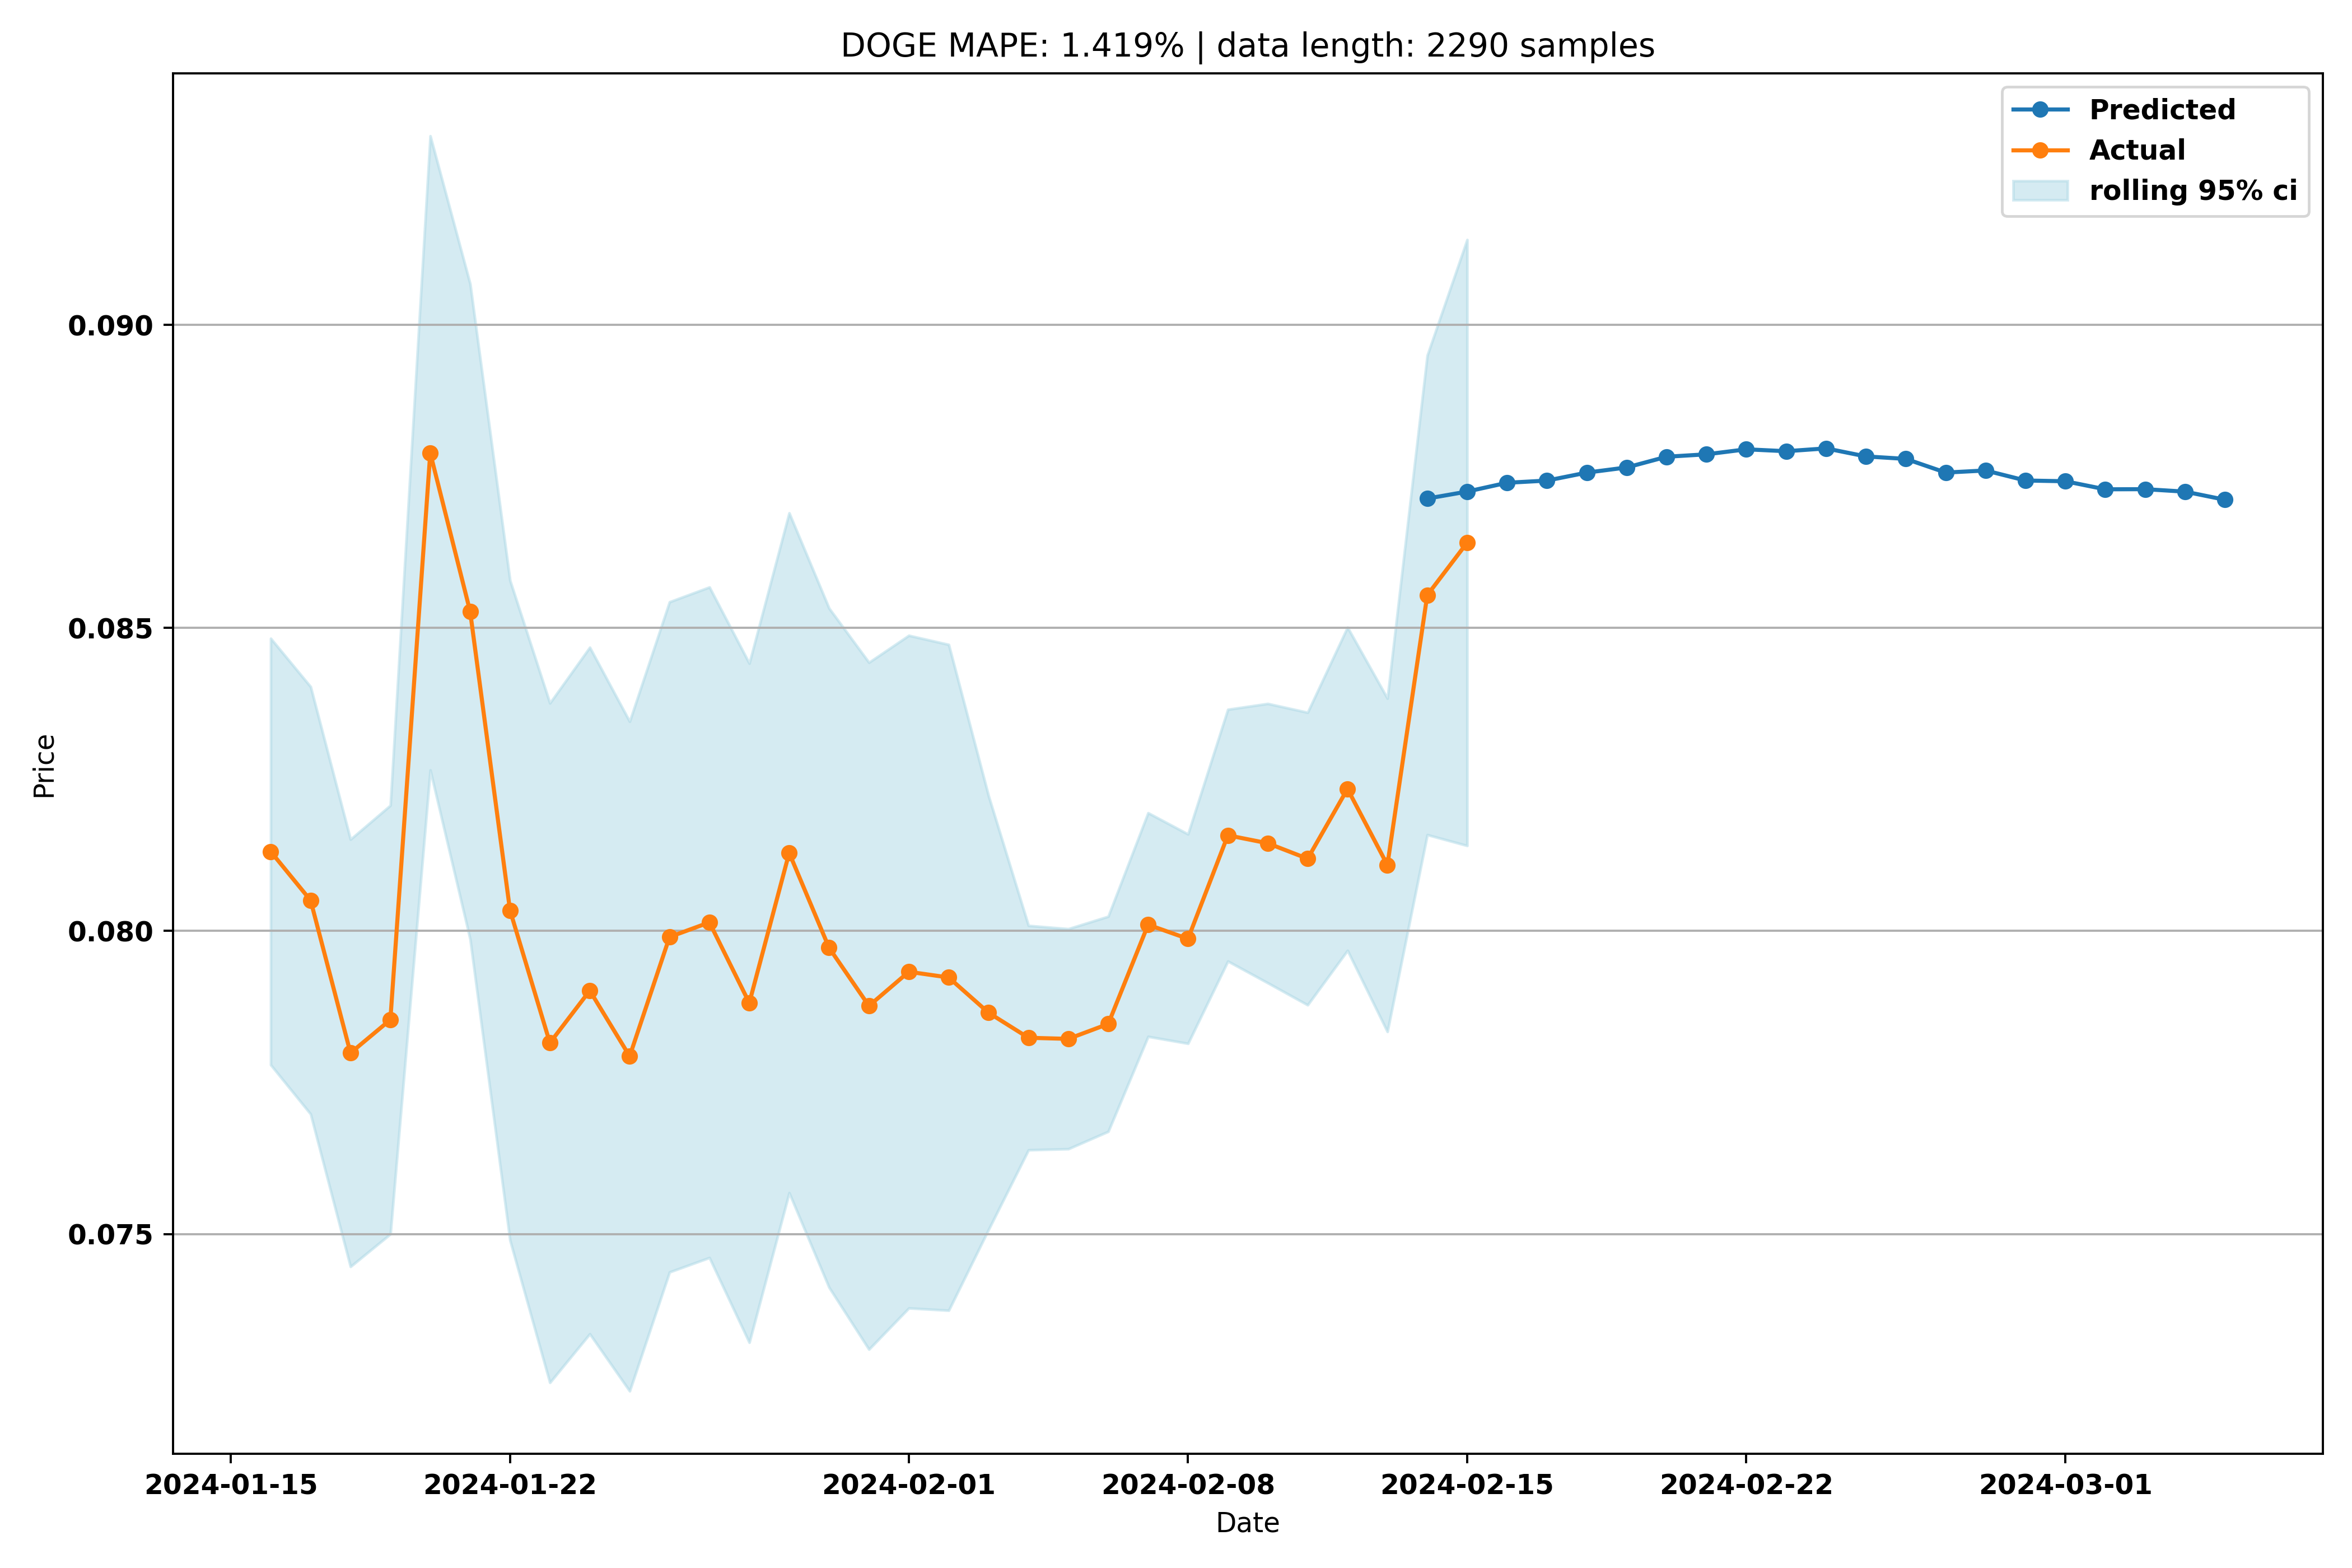 DOGE MAPE: 1.419% | data length: 2290 samples
Predicted
Actual
rolling 95% ci
0.090
0.085
0.080
0.075
Price
2024-01-15 2024-01-22 2024-02-01 2024-02-08 2024-02-15 2024-02-22 2024-03-01
Date